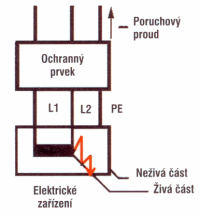 Poruchový
proud
Ochranný
prvek
L1
L2
PE
Neživá část
Živá část
Elektrické
zařízení